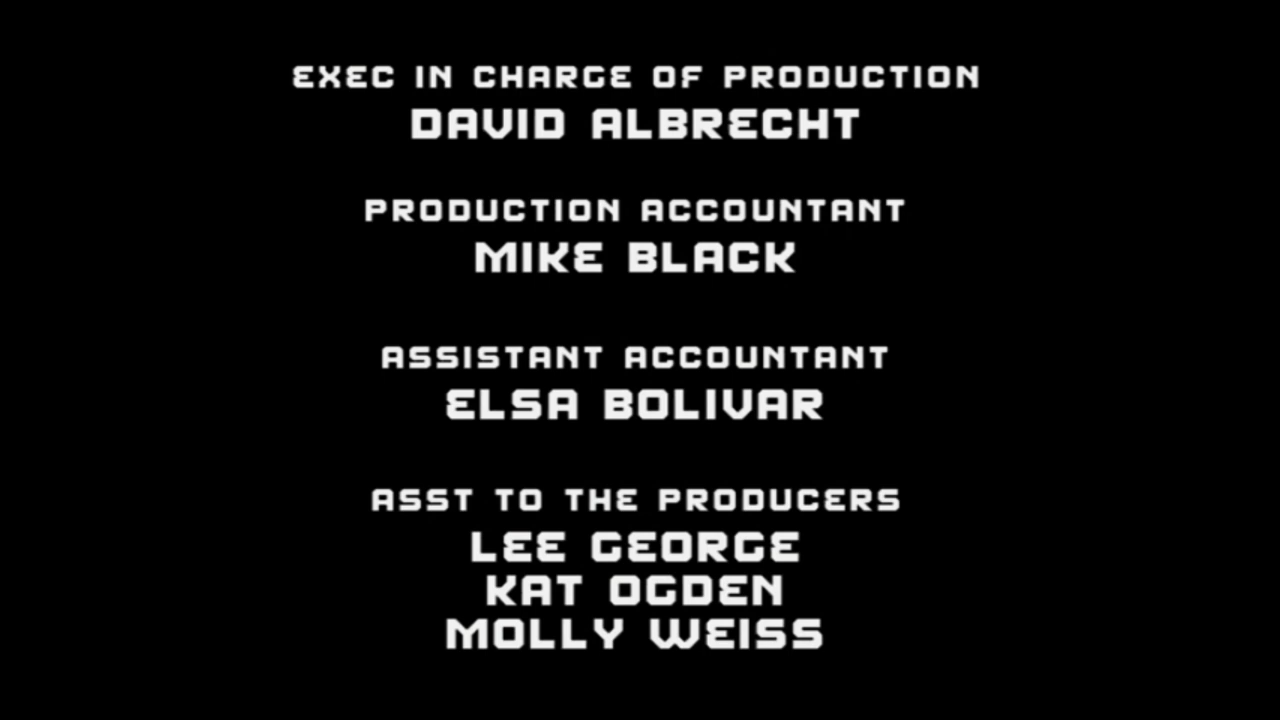 EXEC IN CHARGE OF PRODUCTION
DAVID ALBRECHT
PRODUCTION ACCOUNTANT
MIKE BLACK
ASSISTANT ACCOUNTANT
ELSA BOLIVAR
ASST TO THE PRODUCERS
LEE GEORGE
KAT OGDEN
MOLLY WEISS